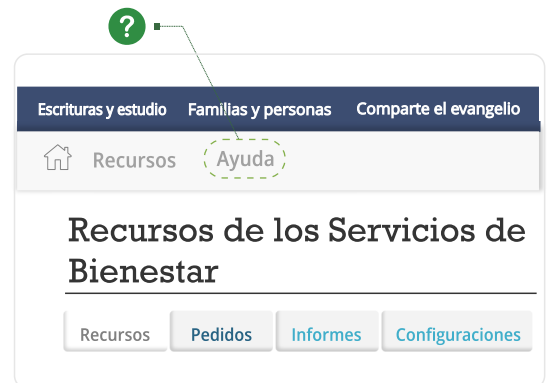 ?
Escrituras y estudio Familias y personas Comparte el evangelio
Recursos Ayuda
Recursos de los Servicios de
Bienestar
Recursos Pedidos Informes Configuraciones